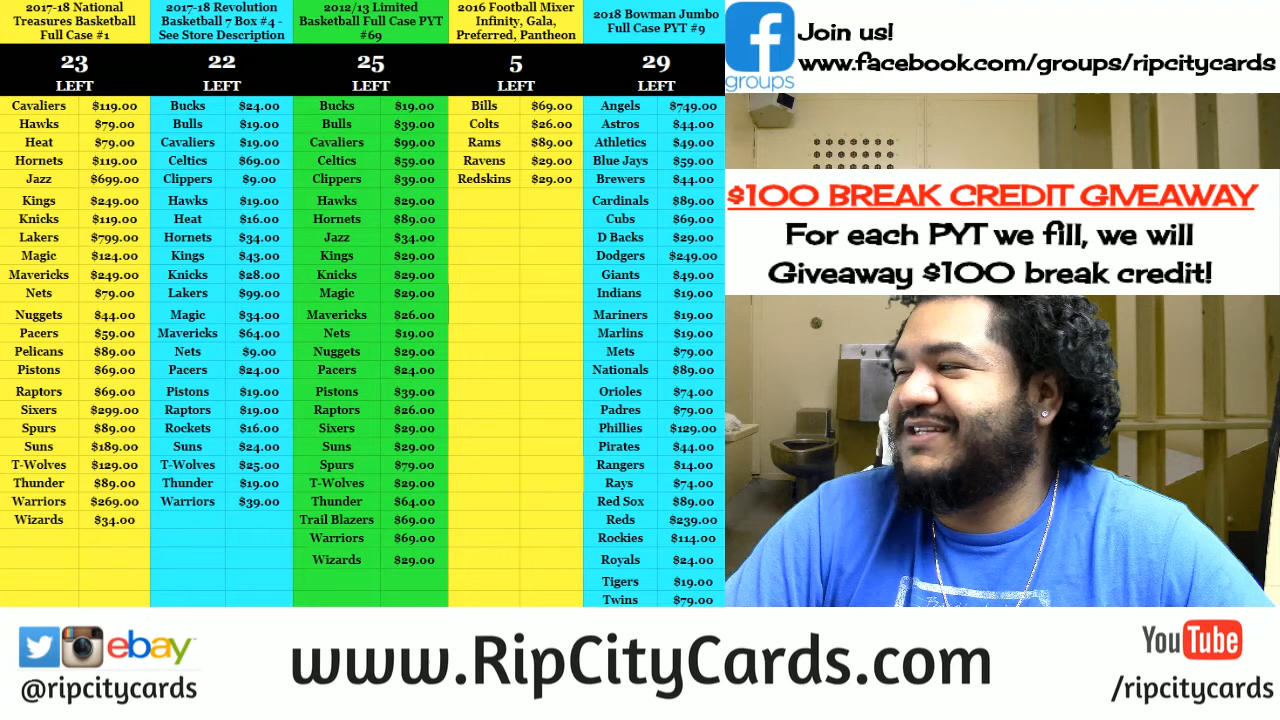 2017-18 National
Treasures Basketball
Full Case #1
23
LEFT
Cavaliers $119.00
Hawks $79.00
Heat $79.00
Hornets $119.00
Jazz $699.00
Kings $249.00
Knicks $119.00
Lakers $799.00
Magic $124.00
Mavericks $249.00
Nets $79.00
Nuggets $44.00
Pacers $59.00
Pelicans $89.00
Pistons $69.00
Raptors $69.00
Sixers $299.00
Spurs $89.00
Suns $189.00
T-Wolves $129.00
Thunder $89.00
Warriors $269.00
Wizards $34.00
2017-18 Revolution
Basketball 7 Box #4 -
See Store Description
22
LEFT
Bucks $24.00
Bulls $19.00
Cavaliers $19.00
Celtics $69.00
Clippers $9.00
Hawks $19.00
Heat $16.00
Hornets $34.00
Kings $43.00
Knicks $28.00
Lakers $99.00
Magic $34.00
Mavericks $64.00
Nets $9.00
Pacers $24.00
Pistons $19.00
Raptors $19.00
Rockets $16.00
Suns $24.00
T-Wolves $25.00
Thunder $19.00
Warriors $39.00
2012/13 Limited
Basketball Full Case PYT
#69
25
LEFT
Bucks $19.00
Bulls $39.00
Cavaliers $99.00
Celtics $59.00
Clippers $39.00
Hawks $29.00
Hornets $89.00
Jazz $34.00
Kings $29.00
Knicks $29.00
Magic $29.00
Mavericks $26.00
Nets $19.00
Nuggets $29.00
Pacers $24.00
Pistons $39.00
Raptors $26.00
Sixers $29.00
Suns $29.00
Spurs $79.00
T-Wolves $29.00
Thunder $64.00
Trail Blazers $69.00
Warriors $69.00
Wizards $29.00
2016 Football Mixer
Infinity, Gala,
Preferred, Pantheon
5
LEFT
Bills $69.00
Colts $26.00
Rams $89.00
Ravens $29.00
Redskins $29.00
2018 Bowman Jumbo
Full Case PYT #9
29
LEFT
Angels $749.00
Astros $44.00
Athletics $49.00
Blue Jays $59.00
Brewers $44.00
Cardinals $89.00
Cubs $69.00
D Backs $29.00
Dodgers $249.00
Giants $49.00
Indians $19.00
Mariners $19.00
Marlins $19.00
Mets $79.00
Nationals $89.00
Orioles $74.00
Padres $79.00
Phillies $129.00
Pirates $44.00
Rangers $14.00
Rays $74.00
Red Sox $89.00
Reds $239.00
Rockies $114.00
Royals $24.00
Tigers $19.00
Twins $79.00
f
groups
Join us!
www.facebook.com/groups/ripcitycards
$100 BREAK CREDIT GIVEAWAY
For each PYT we fill, we will
Giveaway $100 break credit!
ebay
@ripcitycards
www.RipCityCards.com
YouTube
/ripcitycards